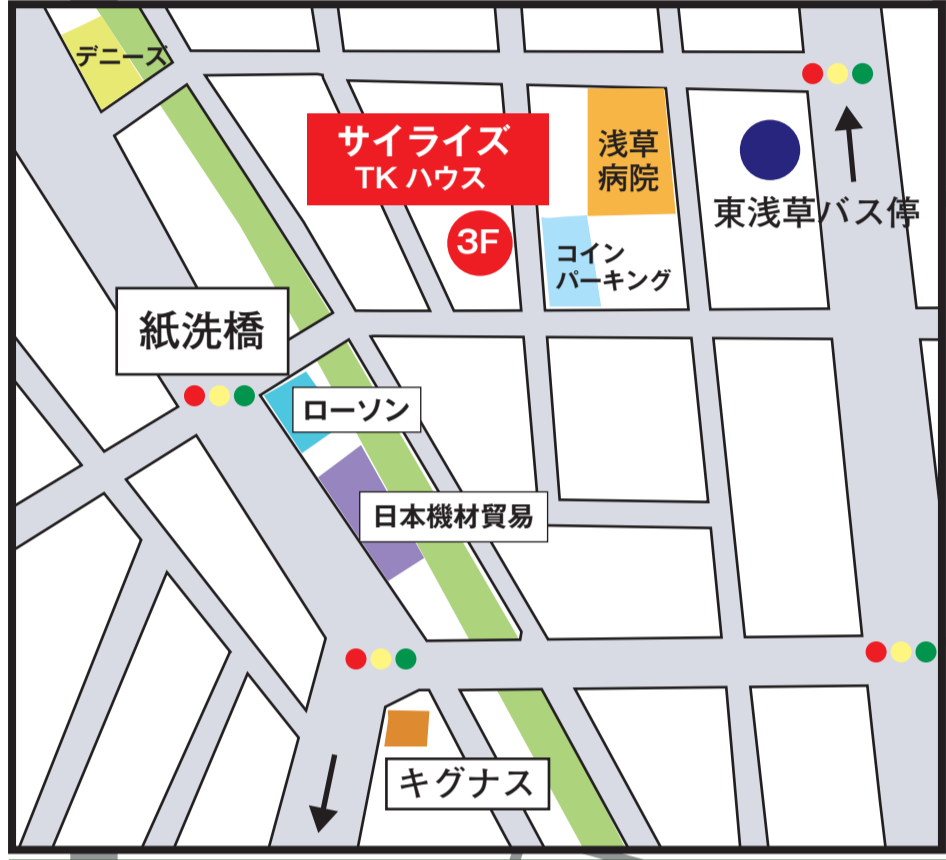 デニーズ
サイライズ
TK ハウス
3F
浅草
病院
コイン
パーキング
東浅草バス停
紙洗橋
ローソン
日本機材貿易
キグナス